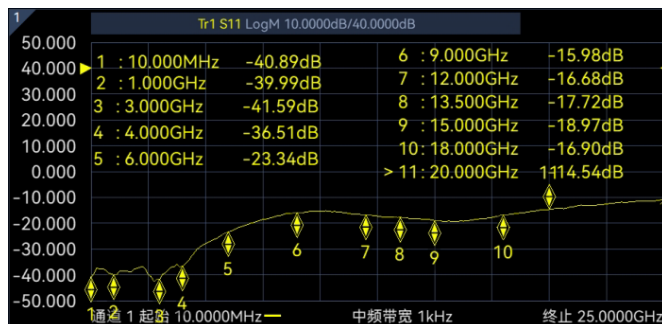 1
Tr1 S11 LogM 10.0000dB/40.0000dB
50.000
40.000
30.000
20.000
10.000
0.000
-10.000
-20.000
-30.000
-40.000
-50.000
1 : 10.000MHz -40.89dB
2 : 1.000GHz -39.99dB
3 : 3.000GHz -41.59dB
4 : 4.000GHz -36.51dB
5 : 6.000GHz -23.34dB
6 : 9.000GHz -15.98dB
7 : 12.000GHz -16.68dB
8 : 13.500GHz -17.72dB
9 : 15.000GHz -18.97dB
10: 18.000GHz -16.90dB
> 11: 20.000GHz 1114.54dB
1 2 3 4 5 6 7 8 9 10
通道 1 起始 10.0000MHz 中频带宽 1kHz 终止 25.0000GHz